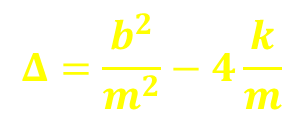 Δ = b²/m² − 4 k/m